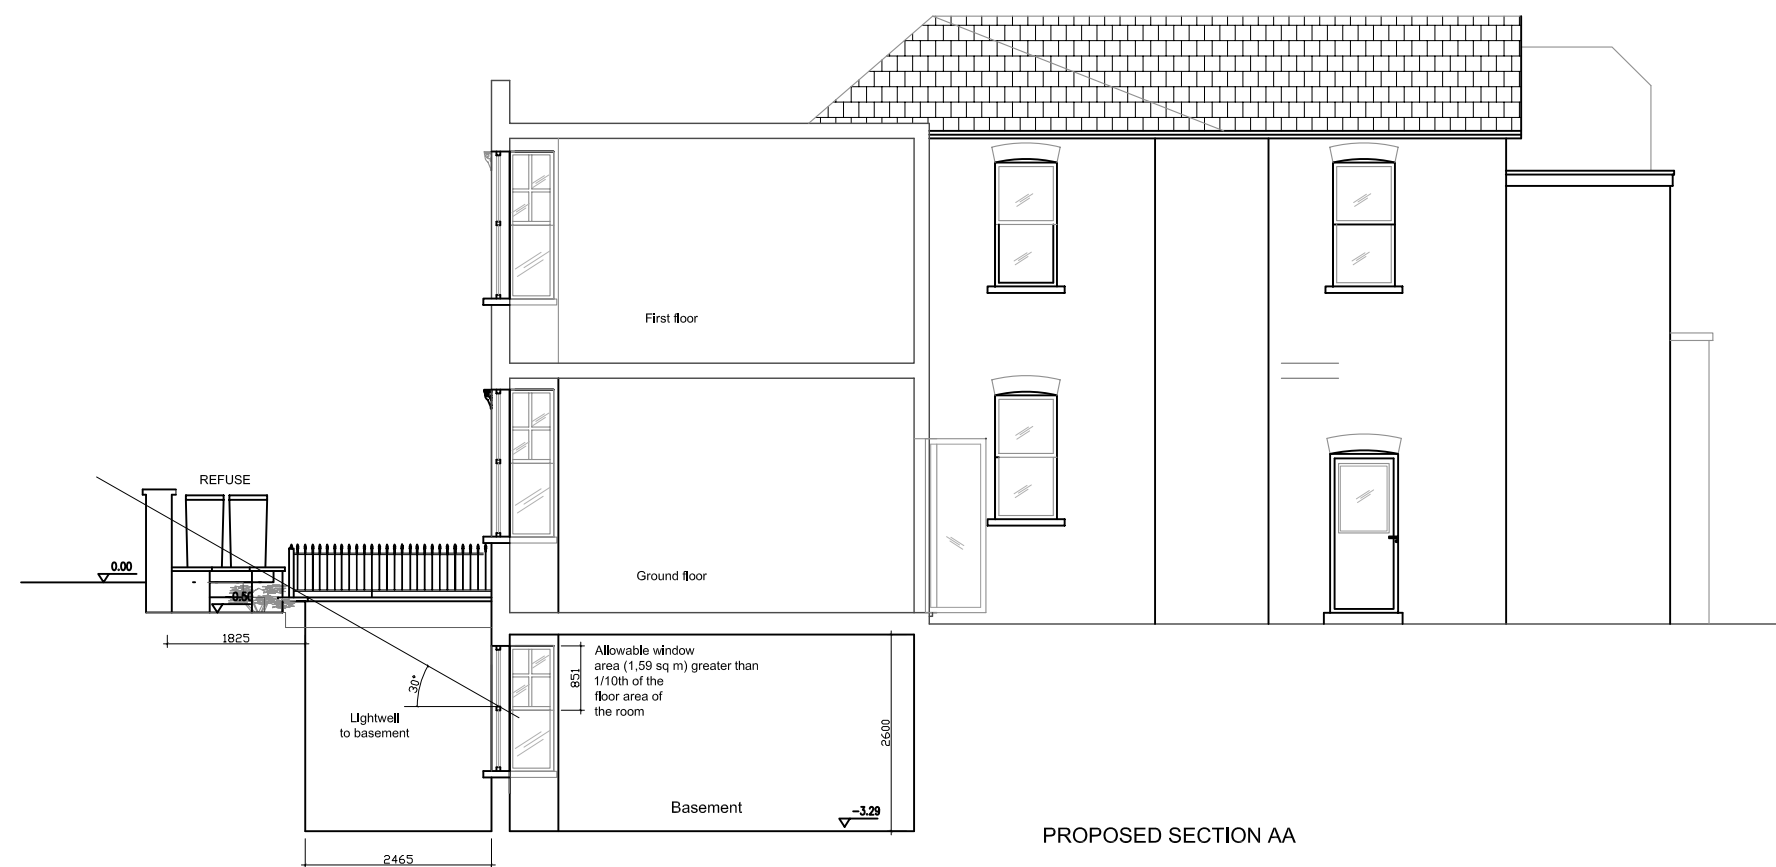 First floor
REFUSE
0.00
Ground floor
-0.50
1825
Allowable window
area (1,59 sq m) greater than
1/10th of the
floor area of
the room
851
30°
Lightwell
to basement
2600
Basement
-3.29
PROPOSED SECTION AA
2465